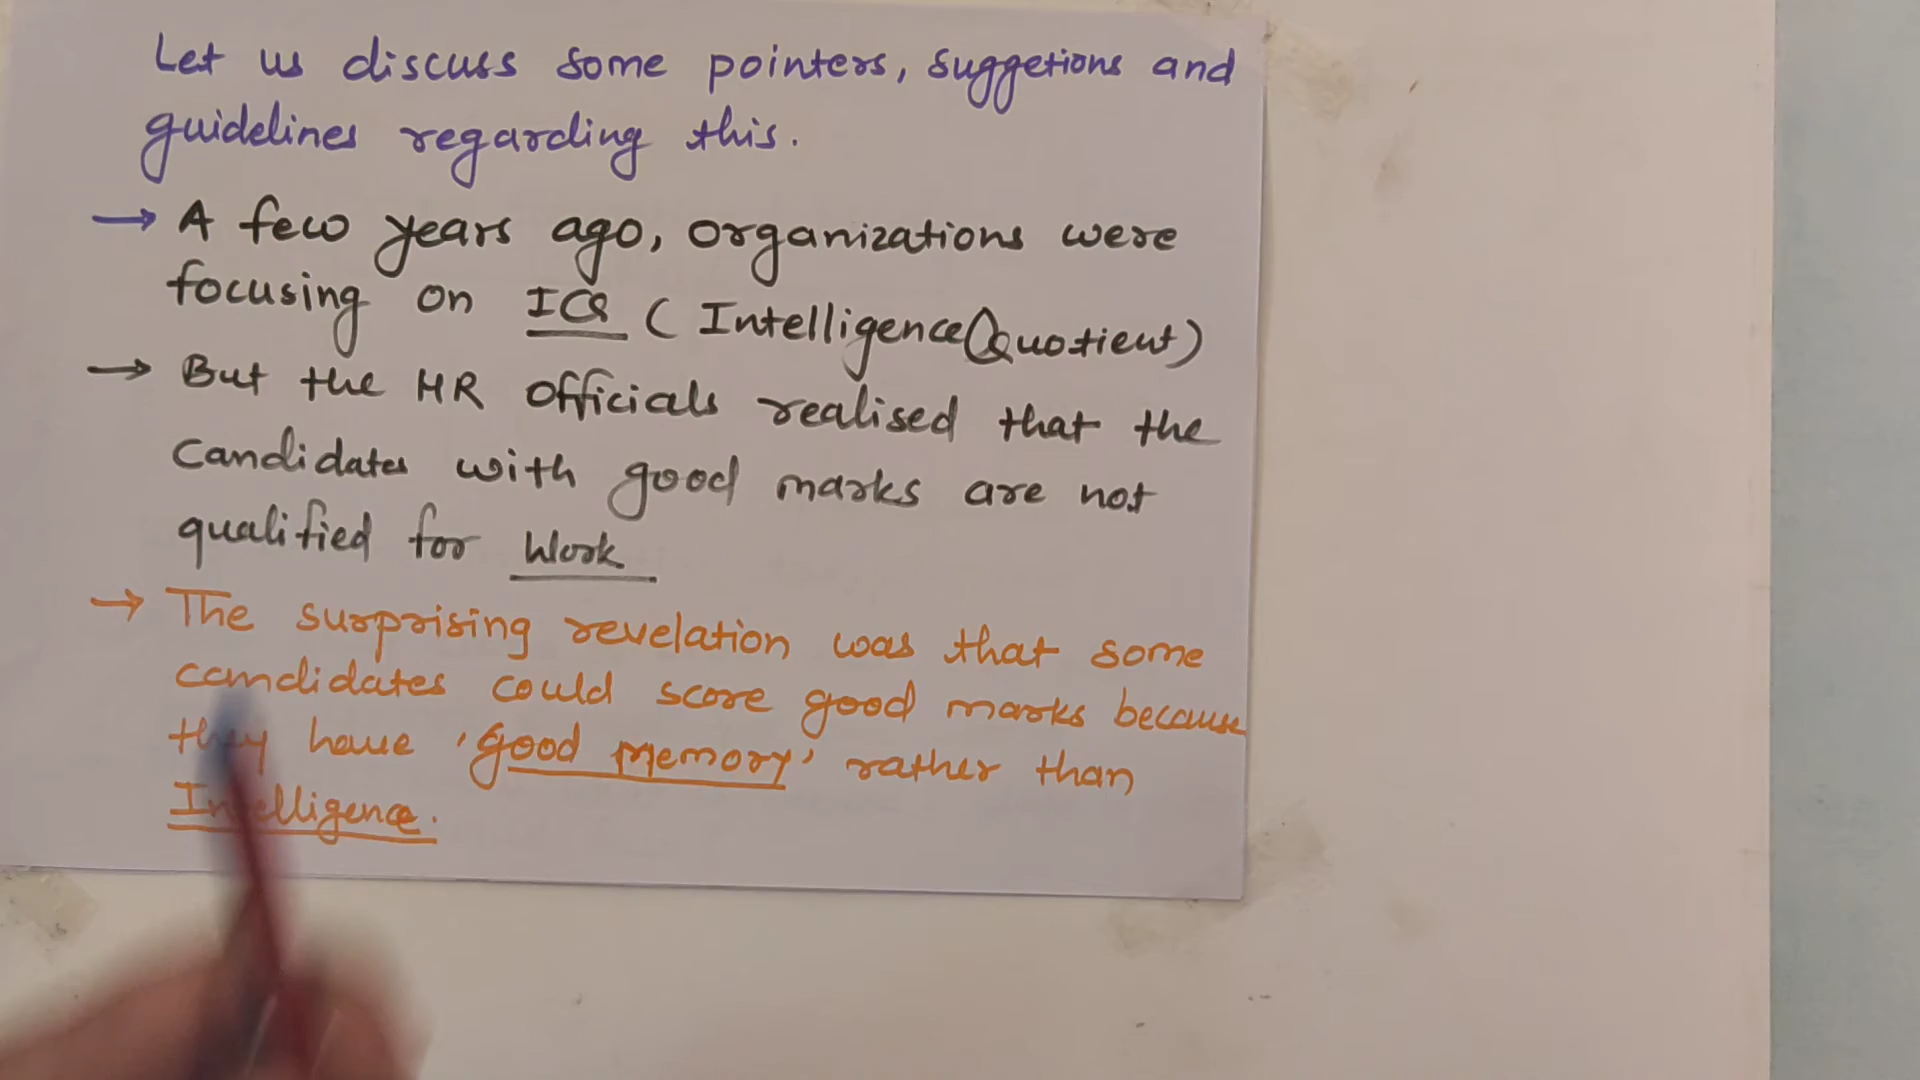 Let us discuss some pointers, suggetions and
guidelines regarding this.
→ A few years ago, organizations were
focusing on IQ (Intelligence Quotient)
→ But the HR officials realised that the
candidates with good marks are not
qualified for Work
→ The surprising revelation was that some
candidates could score good marks because
they have 'good memory' rather than
Intelligence.